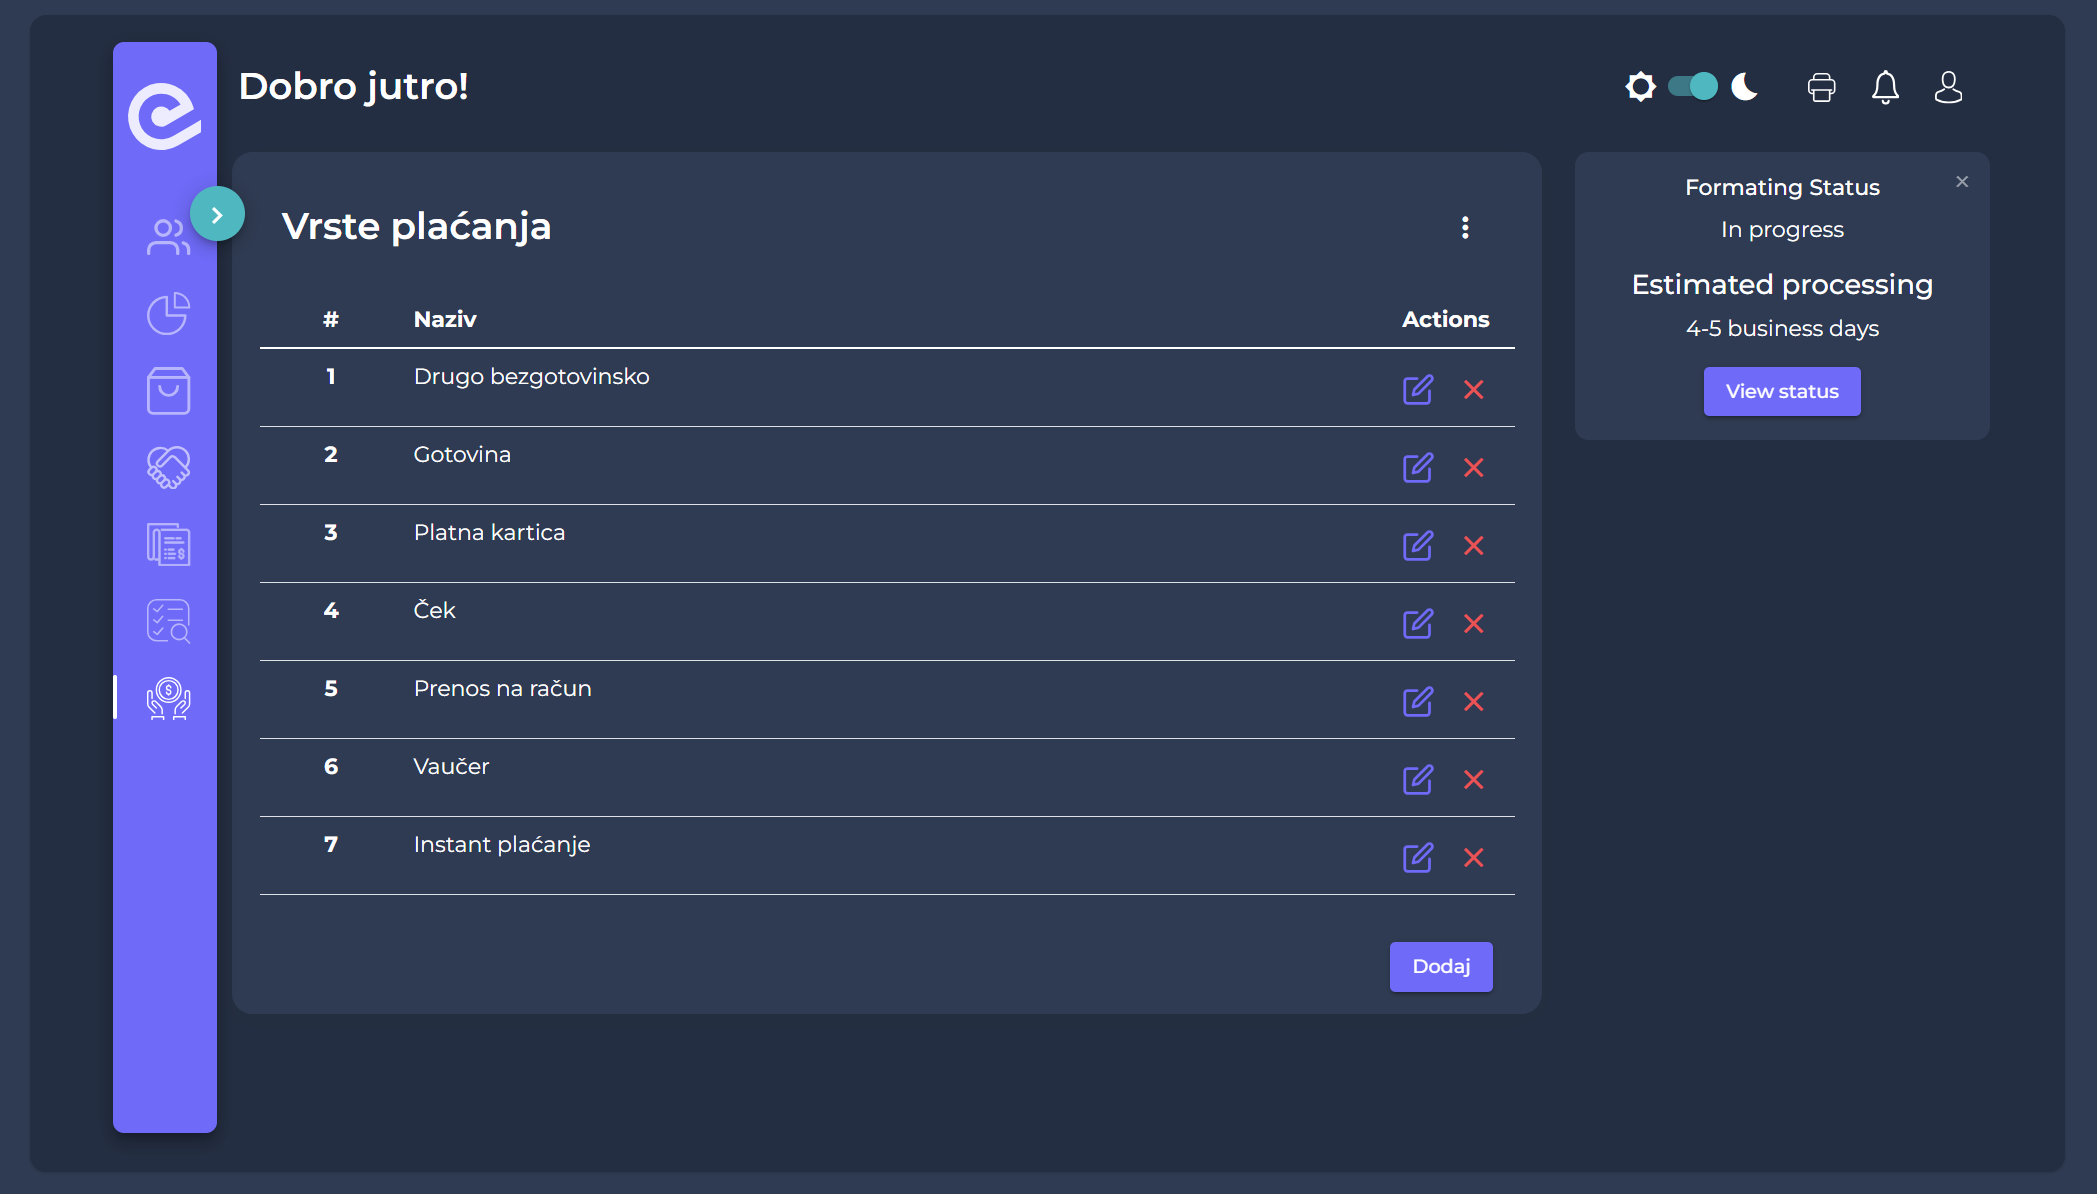 Dobro jutro!
Vrste plaćanja
# Naziv Actions
1 Drugo bezgotovinsko
2 Gotovina
3 Platna kartica
4 Ček
5 Prenos na račun
6 Vaučer
7 Instant plaćanje
Dodaj
Formating Status
In progress
Estimated processing
4-5 business days
View status